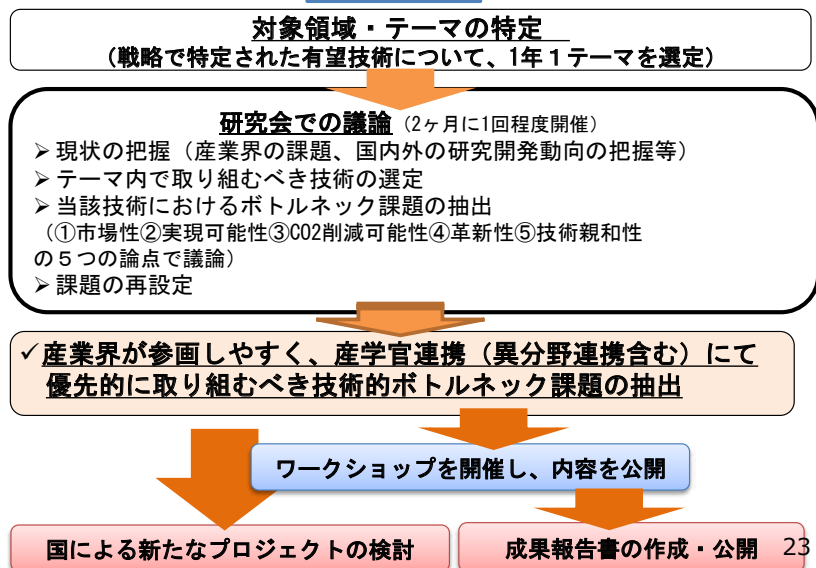 対象領域・テーマの特定
(戦略で特定された有望技術について、1年１テーマを選定)
研究会での議論（2ヶ月に1回程度開催）
➢ 現状の把握（産業界の課題、国内外の研究開発動向の把握等）
➢ テーマ内で取り組むべき技術の選定
➢ 当該技術におけるボトルネック課題の抽出
（①市場性②実現可能性③CO2削減可能性④革新性⑤技術親和性
の５つの論点で議論）
➢ 課題の再設定
✓ 産業界が参画しやすく、産学官連携（異分野連携含む）にて
優先的に取り組むべき技術的ボトルネック課題の抽出
ワークショップを開催し、内容を公開
国による新たなプロジェクトの検討
成果報告書の作成・公開
23